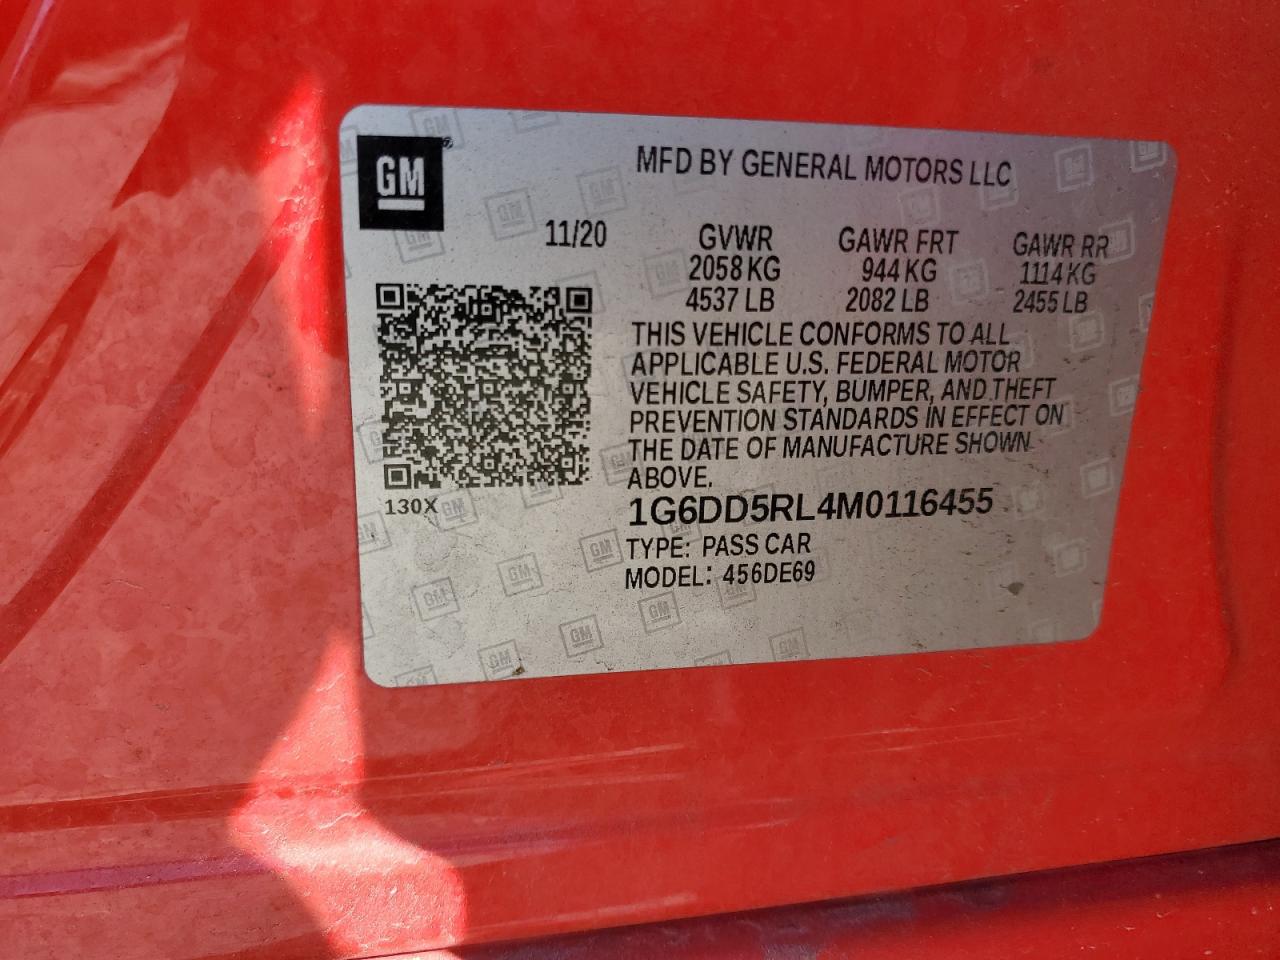 GM
MFD BY GENERAL MOTORS LLC
11/20
GVWR GAWR FRT GAWR RR
2058 KG 944 KG 1114 KG
4537 LB 2082 LB 2455 LB
THIS VEHICLE CONFORMS TO ALL
APPLICABLE U.S. FEDERAL MOTOR
VEHICLE SAFETY, BUMPER, AND THEFT
PREVENTION STANDARDS IN EFFECT ON
THE DATE OF MANUFACTURE SHOWN
ABOVE.
130X
1G6DD5RL4M0116455
TYPE: PASS CAR
MODEL: 456DE69